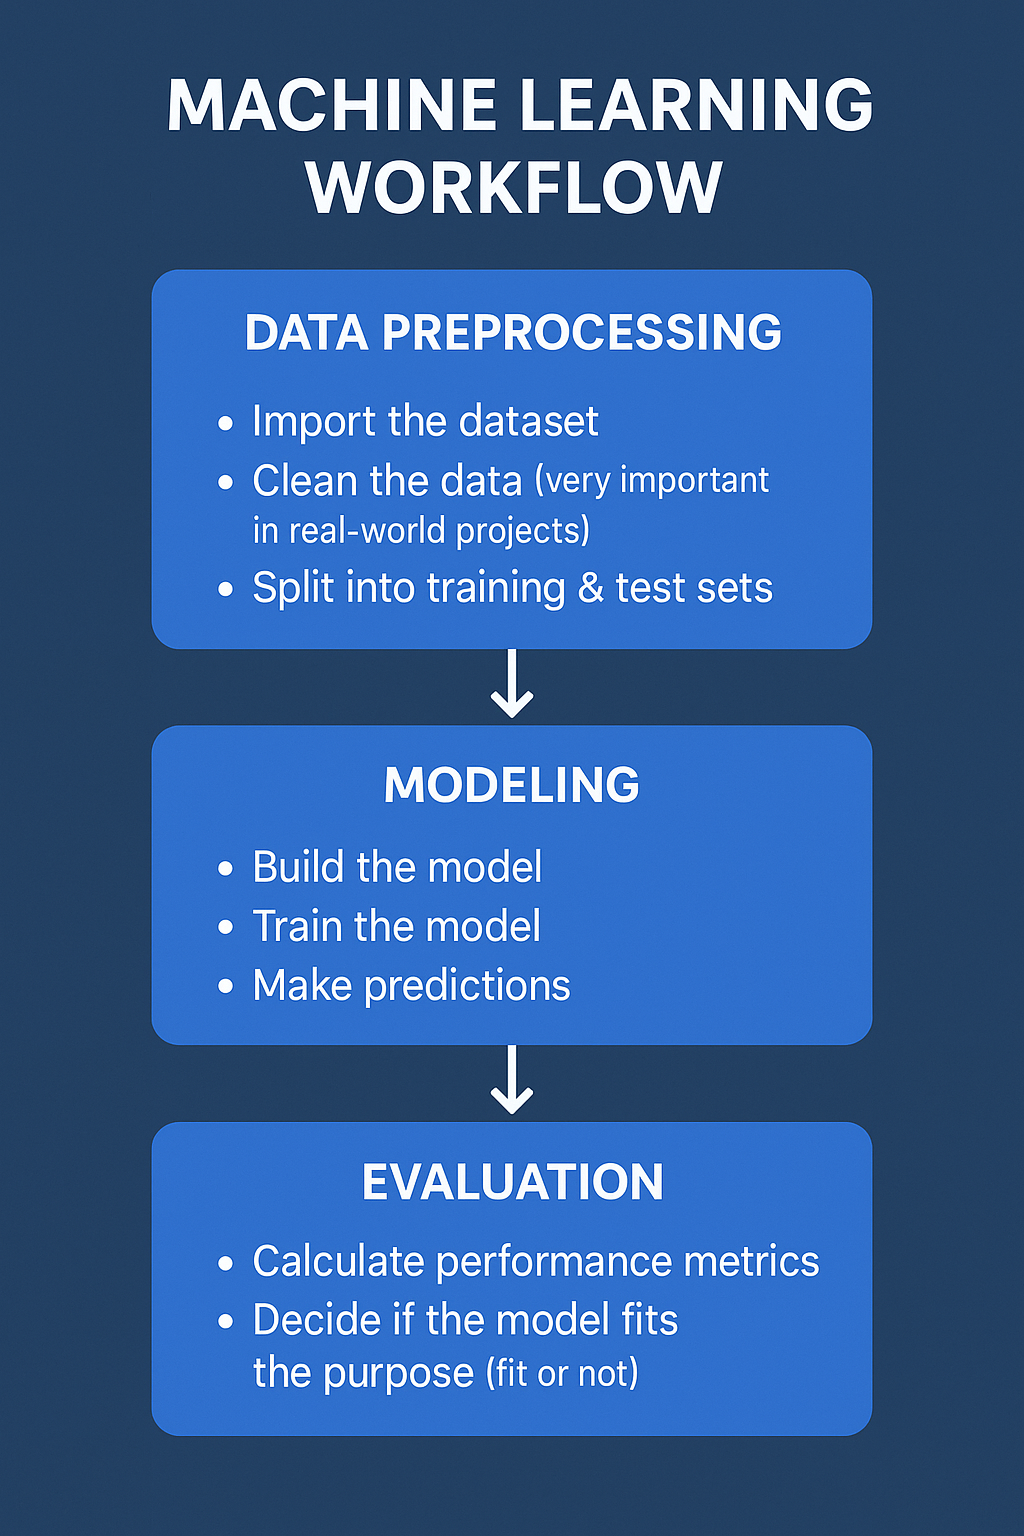 MACHINE LEARNING
WORKFLOW
DATA PREPROCESSING
• Import the dataset
• Clean the data (very important
in real-world projects)
• Split into training & test sets
MODELING
• Build the model
• Train the model
• Make predictions
EVALUATION
• Calculate performance metrics
• Decide if the model fits
the purpose (fit or not)